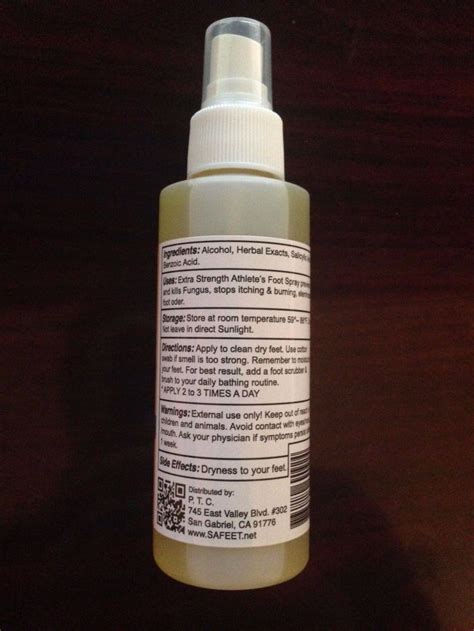 Ingredients: Alcohol, Herbal Exacts, Salicylic
Benzoic Acid.
Uses: Extra Strength Athlete's Foot Spray
and kills Fungus, stops itching & burning,
foot oder.
Storage: Store at room temperature 59°-
Not leave in direct Sunlight.
Directions: Apply to clean dry feet. Use cotton
swab if smell is too strong. Remember to
your feet. For best result, add a foot scrubber &
brush to your daily bathing routine.
* APPLY 2 to 3 TIMES A DAY
Warnings: External use only! Keep out of
children and animals. Avoid contact with
mouth. Ask your physician if symptoms
1 week.
Side Effects: Dryness to your feet.
Distributed by:
P. T. C.
745 East Valley Blvd. #302
San Gabriel, CA 91776
www.SAFEET.net